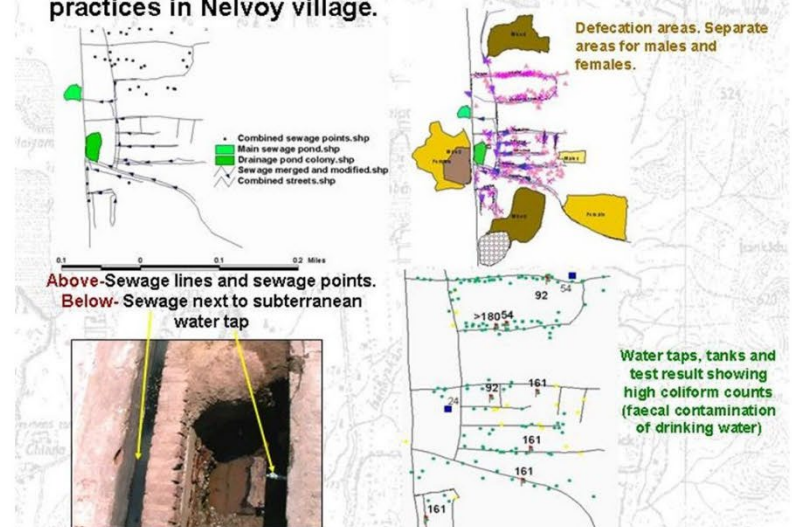 practices in Nelvoy village.
Combined sewage points.shp
Main sewage pond.shp
Drainage pond colony.shp
Sewage merged and modified.shp
Combined streets.shp
0.1 0 0.1 0.2 Miles
Above-Sewage lines and sewage points.
Below- Sewage next to subterranean
water tap
Defecation areas. Separate
areas for males and
females.
Female
54
92
>180 54
92
161
24
161
161
161
Water taps, tanks and
test result showing
high coliform counts
(faecal contamination
of drinking water)